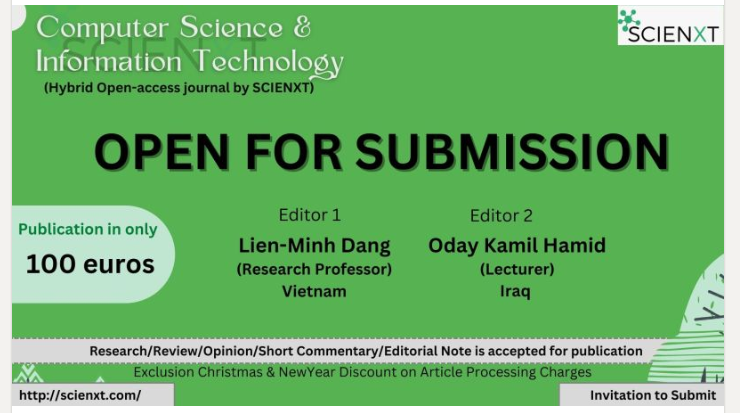 Computer Science &
Information Technology
(Hybrid Open-access journal by SCIENXT)
SCIENXT
OPEN FOR SUBMISSION
Publication in only
100 euros
Editor 1
Lien-Minh Dang
(Research Professor)
Vietnam
Editor 2
Oday Kamil Hamid
(Lecturer)
Iraq
Research/Review/Opinion/Short Commentary/Editorial Note is accepted for publication
Exclusion Christmas & NewYear Discount on Article Processing Charges
http://scienxt.com/
Invitation to Submit